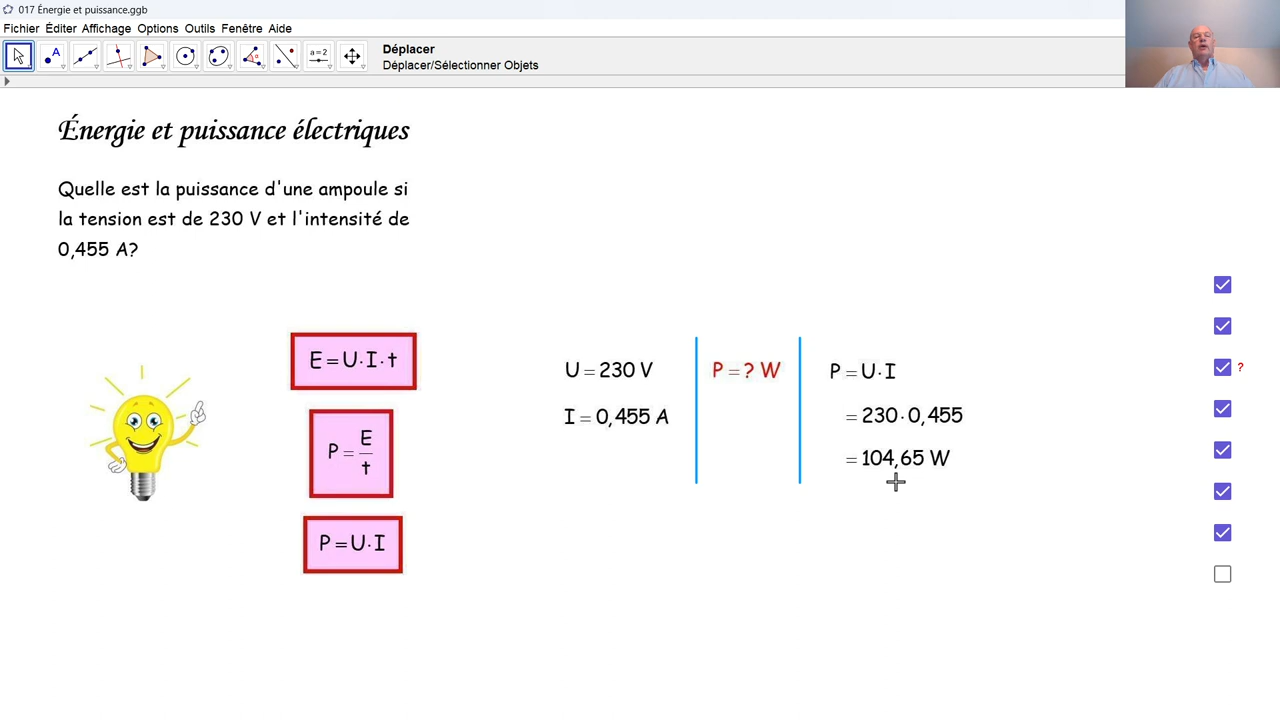 017 Énergie et puissance.ggb
Fichier Éditer Affichage Options Outils Fenêtre Aide
A
a=2
Déplacer
Déplacer/Sélectionner Objets
Énergie et puissance électriques
Quelle est la puissance d'une ampoule si
la tension est de 230 V et l'intensité de
0,455 A?
E = U·I·t
P = E/t
P = U·I
U = 230 V
I = 0,455 A
P = ? W
P = U·I
= 230·0,455
= 104,65 W
?